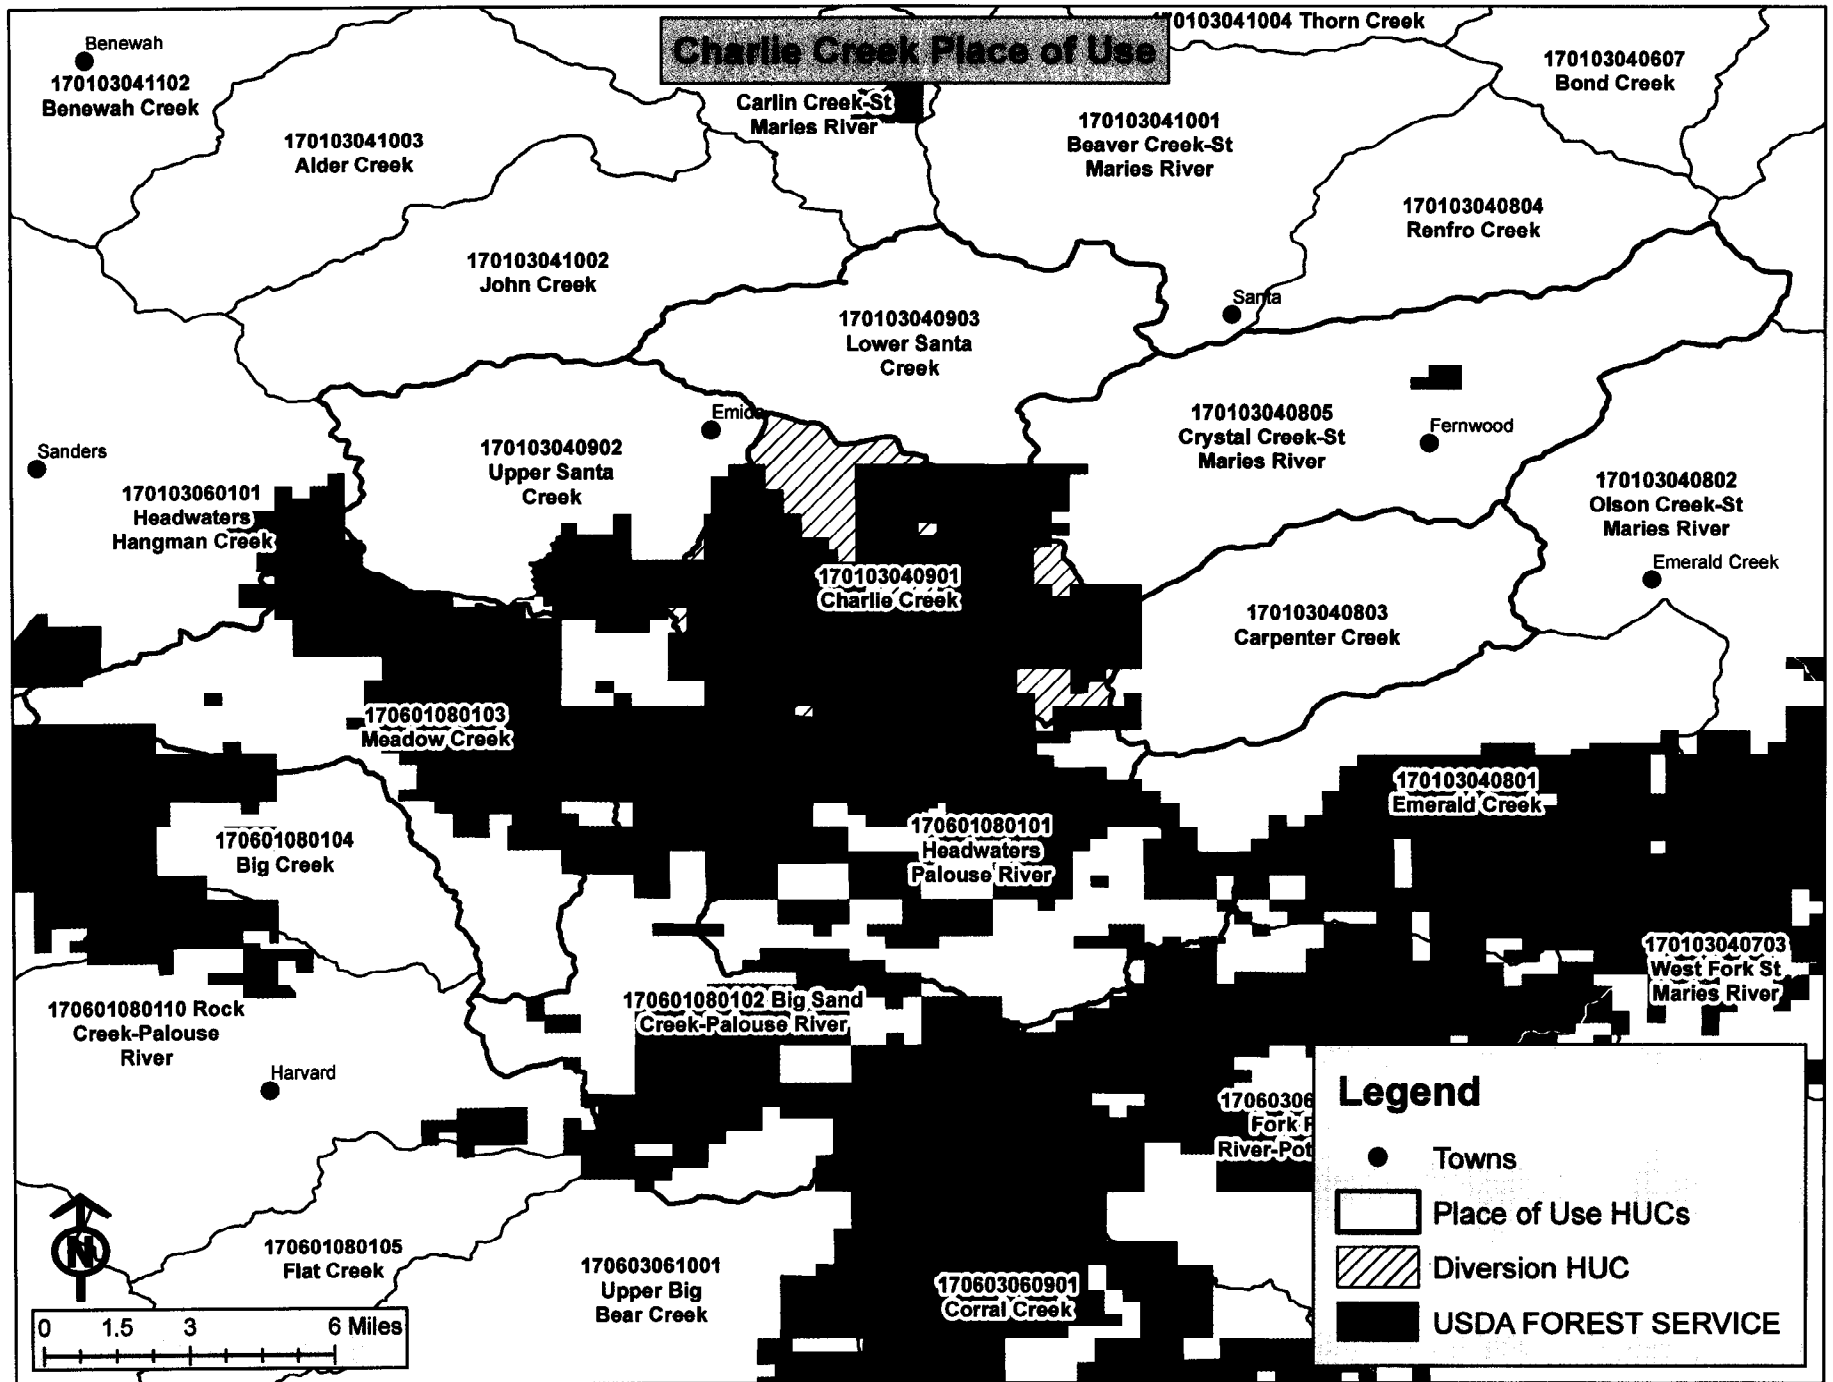 Charlie Creek Place of Use
170103041004 Thorn Creek
Benewah
170103041102
Benewah Creek
170103041003
Alder Creek
Carlin Creek-St
Maries River
170103041001
Beaver Creek-St
Maries River
170103040607
Bond Creek
170103040804
Renfro Creek
170103041002
John Creek
170103040903
Lower Santa
Creek
Santa
Emida
Sanders
170103040902
Upper Santa
Creek
170103040805
Crystal Creek-St
Maries River
Fernwood
170103060101
Headwaters
Hangman Creek
170103040802
Olson Creek-St
Maries River
Emerald Creek
170103040901
Charlie Creek
170103040803
Carpenter Creek
170601080103
Meadow Creek
170103040801
Emerald Creek
170601080104
Big Creek
170601080101
Headwaters
Palouse River
170103040703
West Fork St
Maries River
170601080110 Rock
Creek-Palouse
River
170601080102 Big Sand
Creek-Palouse River
Harvard
17060306
Fork
River-Pot
170601080105
Flat Creek
170603061001
Upper Big
Bear Creek
170603060901
Corral Creek
N
0 1.5 3 6 Miles
Legend
Towns
Place of Use HUCs
Diversion HUC
USDA FOREST SERVICE